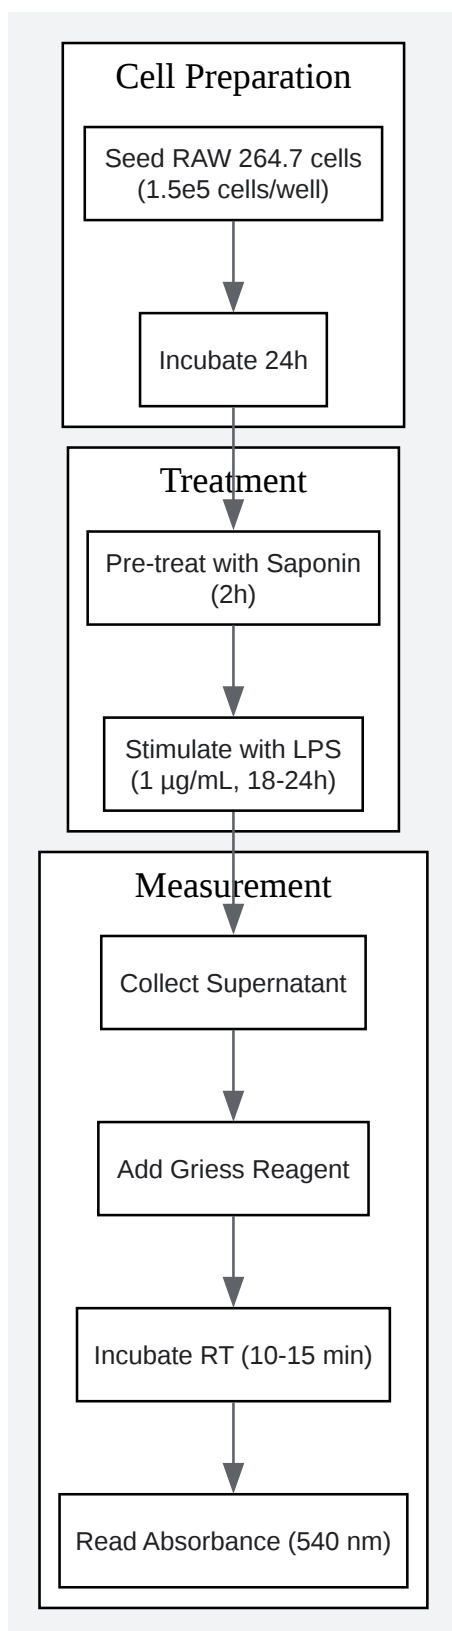 Cell Preparation
Seed RAW 264.7 cells
(1.5e5 cells/well)
Incubate 24h
Treatment
Pre-treat with Saponin
(2h)
Stimulate with LPS
(1 µg/mL, 18-24h)
Measurement
Collect Supernatant
Add Griess Reagent
Incubate RT (10-15 min)
Read Absorbance (540 nm)